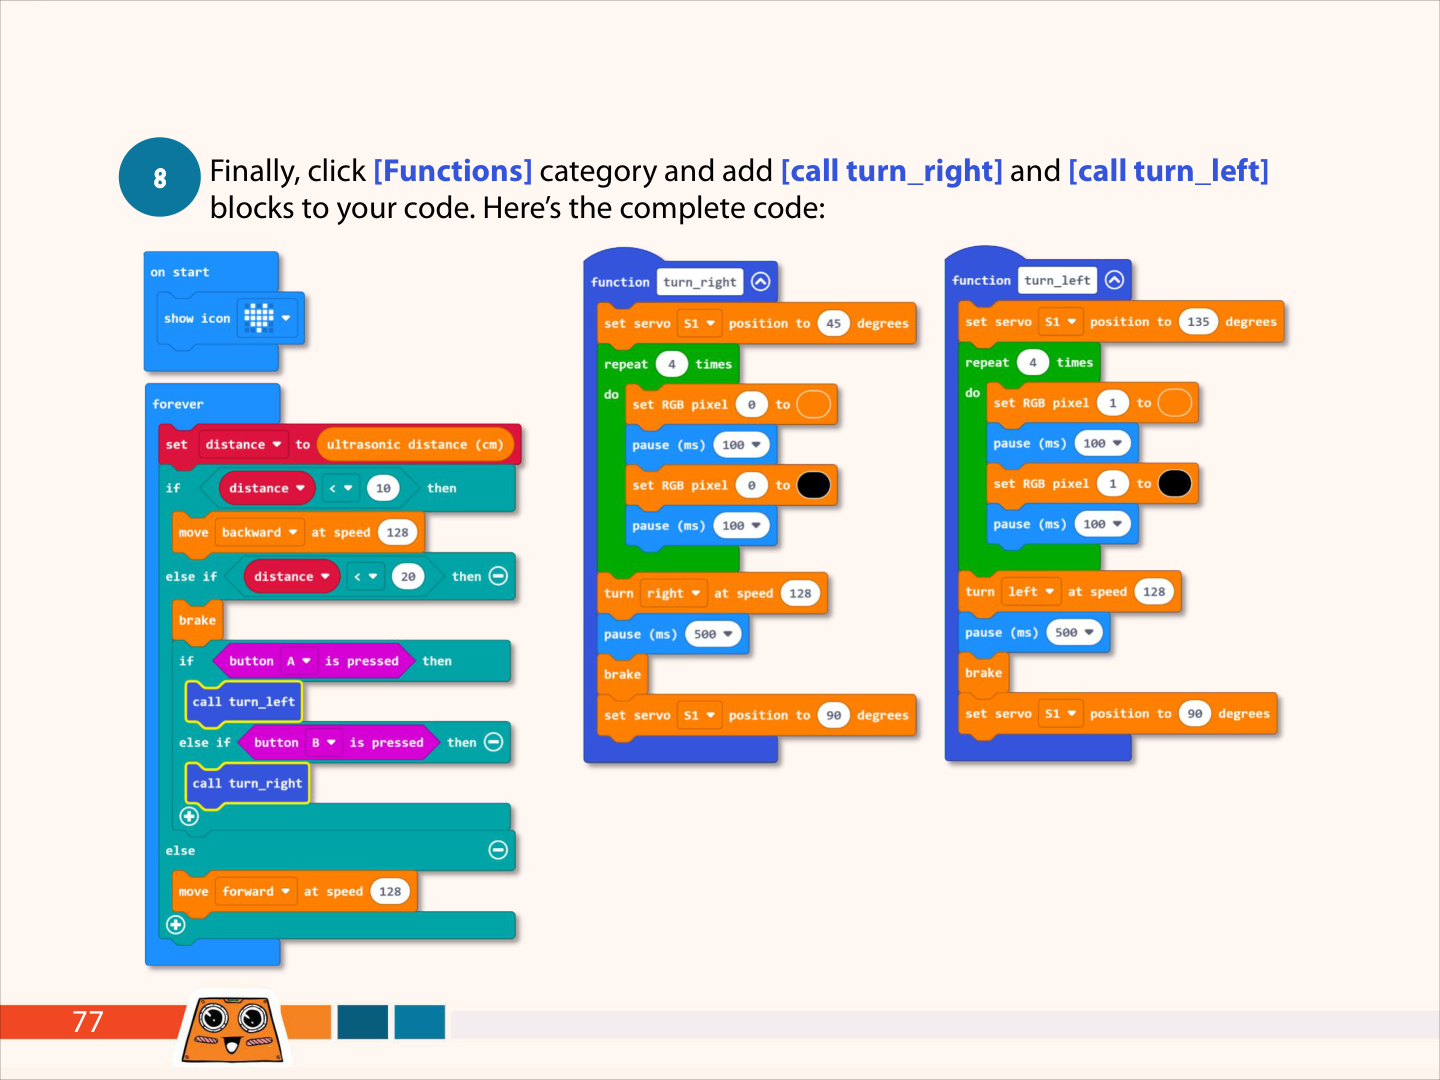 8
Finally, click [Functions] category and add [call turn_right] and [call turn_left]
blocks to your code. Here’s the complete code:
on start
show icon
forever
set distance to ultrasonic distance (cm)
if distance < 10 then
move backward at speed 128
else if distance < 20 then
brake
if button A is pressed then
call turn_left
else if button B is pressed then
call turn_right
else
move forward at speed 128
function turn_right
set servo S1 position to 45 degrees
repeat 4 times
do
set RGB pixel 0 to
pause (ms) 100
set RGB pixel 0 to
pause (ms) 100
turn right at speed 128
pause (ms) 500
brake
set servo S1 position to 90 degrees
function turn_left
set servo S1 position to 135 degrees
repeat 4 times
do
set RGB pixel 1 to
pause (ms) 100
set RGB pixel 1 to
pause (ms) 100
turn left at speed 128
pause (ms) 500
brake
set servo S1 position to 90 degrees
77